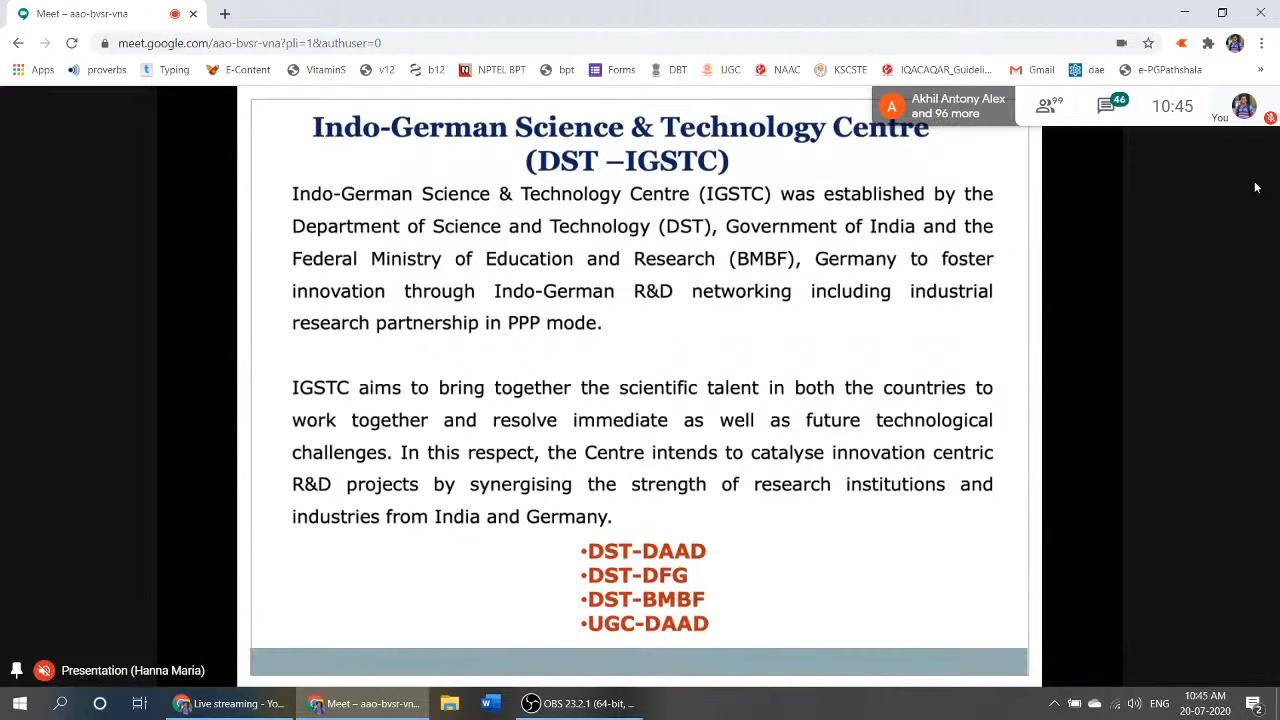 Meet – aao-bvsr-vna
meet.google.com/aao-bvsr-vna?pli=1&authuser=0
Apps proverbs Typing E-Content VitaminS v12 b12 NPTEL BPT bpt Forms DBT UGC NAAC KSCSTE IQACAQAR_Guideli... Gmail dae e-PGPathshala »
Akhil Antony Alex
and 96 more
A
99
46
10:45
You
Indo-German Science & Technology Centre
(DST –IGSTC)
Indo-German Science & Technology Centre (IGSTC) was established by the
Department of Science and Technology (DST), Government of India and the
Federal Ministry of Education and Research (BMBF), Germany to foster
innovation through Indo-German R&D networking including industrial
research partnership in PPP mode.
IGSTC aims to bring together the scientific talent in both the countries to
work together and resolve immediate as well as future technological
challenges. In this respect, the Centre intends to catalyse innovation centric
R&D projects by synergising the strength of research institutions and
industries from India and Germany.
•DST-DAAD
•DST-DFG
•DST-BMBF
•UGC-DAAD
Presentation (Hanna Maria)
Live streaming - Yo...
Meet – aao-bvsr-vn...
OBS 23.2.1 (64-bit, ...
ENG
10:45 AM
20-07-2020
2